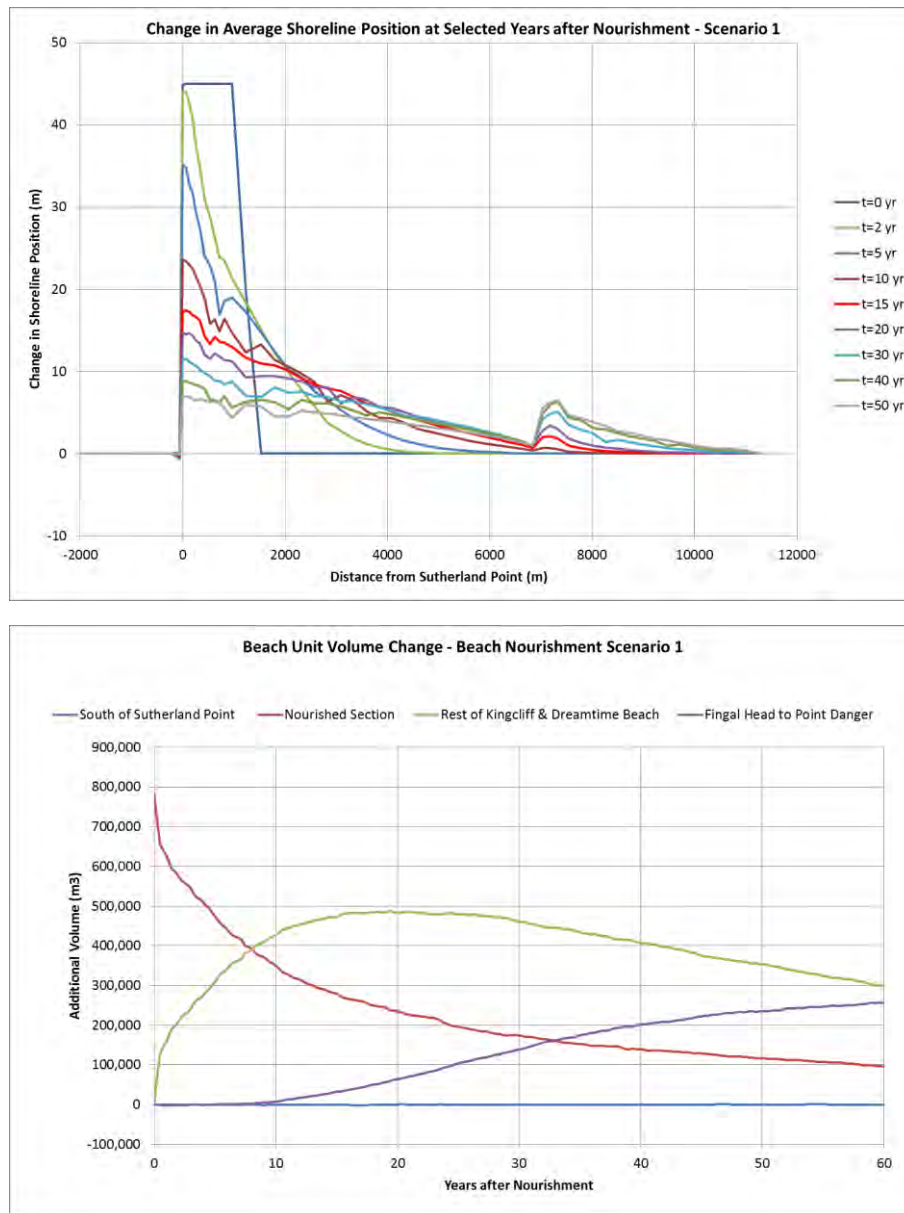 Change in Average Shoreline Position at Selected Years after Nourishment - Scenario 1
50
40
30
20
10
0
-10
-2000 0 2000 4000 6000 8000 10000 12000
Change in Shoreline Position (m)
Distance from Sutherland Point (m)
t=0 yr
t=2 yr
t=5 yr
t=10 yr
t=15 yr
t=20 yr
t=30 yr
t=40 yr
t=50 yr
Beach Unit Volume Change - Beach Nourishment Scenario 1
South of Sutherland Point Nourished Section Rest of Kingcliff & Dreamtime Beach Fingal Head to Point Danger
900,000
800,000
700,000
600,000
500,000
400,000
300,000
200,000
100,000
0
-100,000
0 10 20 30 40 50 60
Additional Volume (m3)
Years after Nourishment